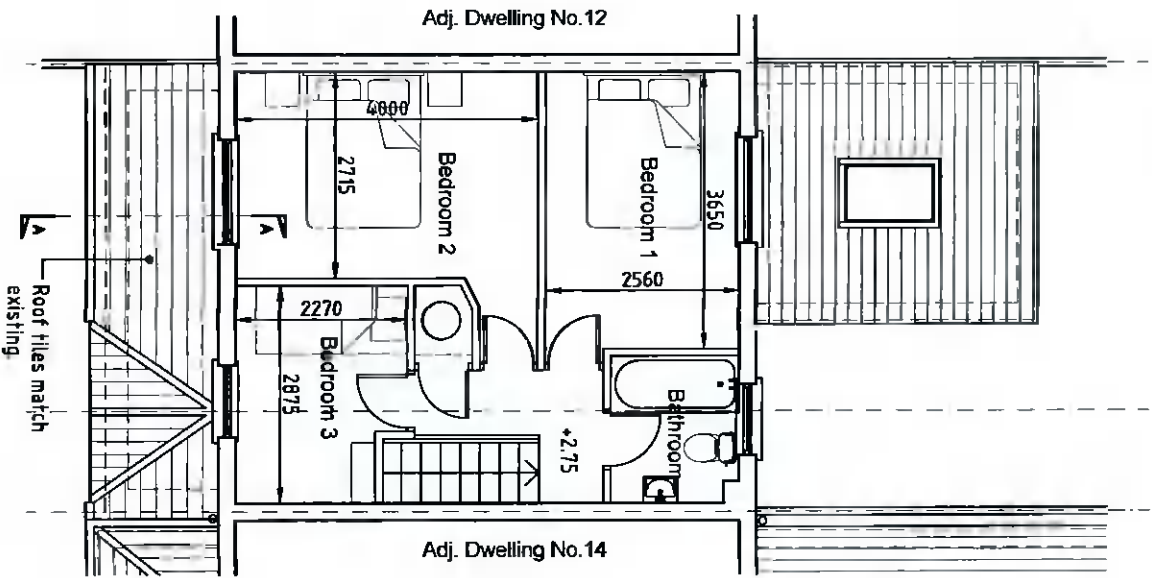 Adj. Dwelling No.12
4000
2715
Bedroom 2
Bedroom 1
3650
2560
A
A
Roof tiles match
existing.
2270
2875
Bedroom 3
+2.75
Bathroom
Adj. Dwelling No.14